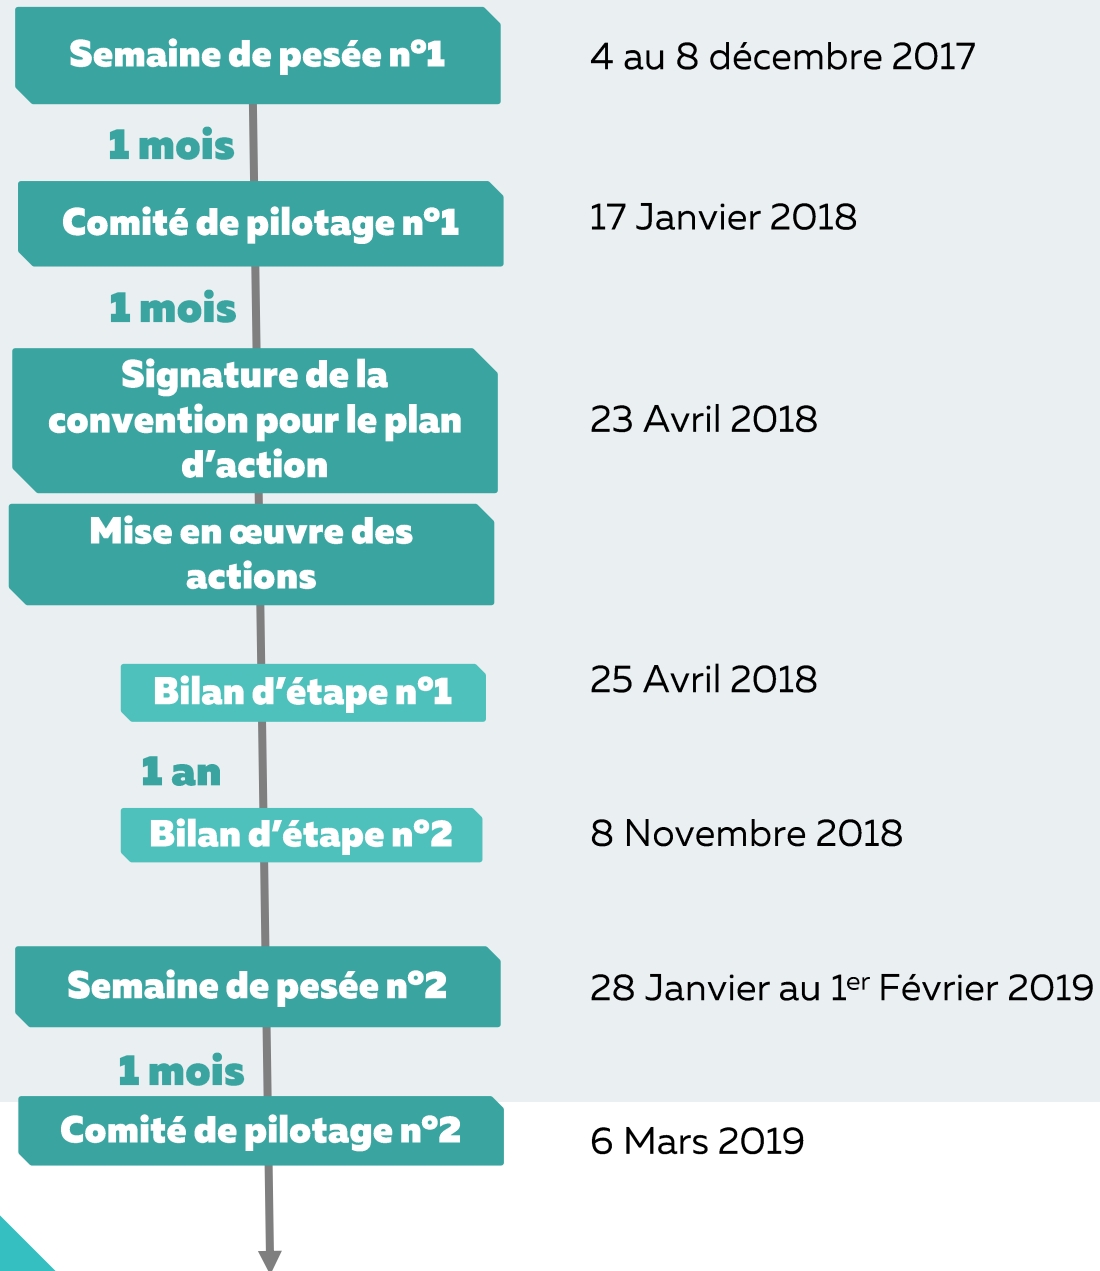 Semaine de pesée n°1
4 au 8 décembre 2017
1 mois
Comité de pilotage n°1
17 Janvier 2018
1 mois
Signature de la
convention pour le plan
d’action
23 Avril 2018
Mise en œuvre des
actions
Bilan d’étape n°1
25 Avril 2018
1 an
Bilan d’étape n°2
8 Novembre 2018
Semaine de pesée n°2
28 Janvier au 1er Février 2019
1 mois
Comité de pilotage n°2
6 Mars 2019